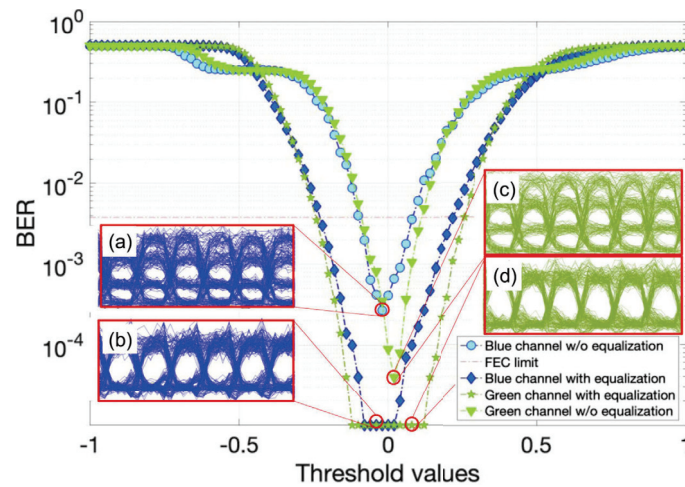 10^0
10^-1
10^-2
10^-3
10^-4
BER
(a)
(b)
(c)
(d)
Blue channel w/o equalization
FEC limit
Blue channel with equalization
Green channel with equalization
Green channel w/o equalization
-1
-0.5
0
0.5
1
Threshold values